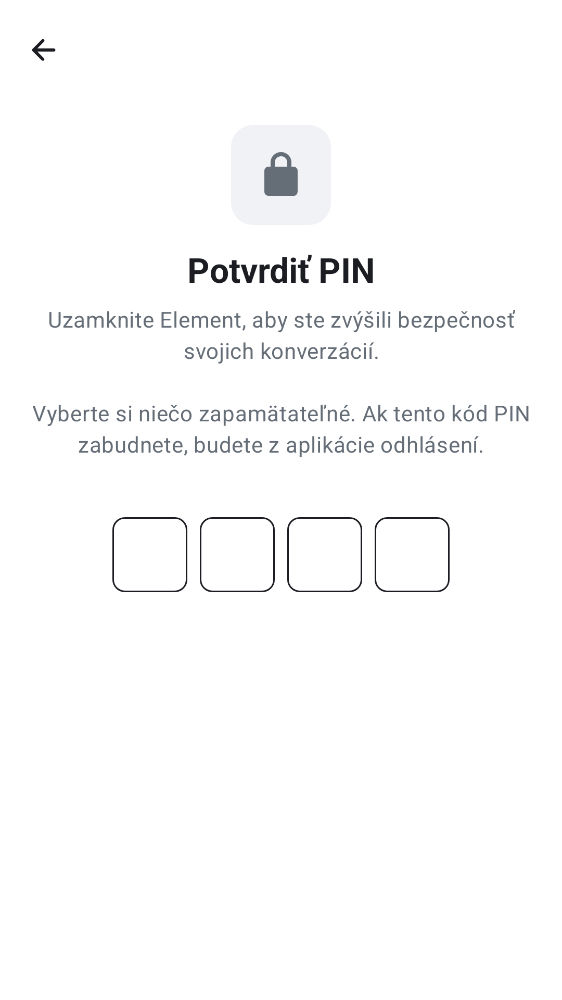 Potvrdiť PIN
Uzamknite Element, aby ste zvýšili bezpečnosť
svojich konverzácií.
Vyberte si niečo zapamätateľné. Ak tento kód PIN
zabudnete, budete z aplikácie odhlásení.